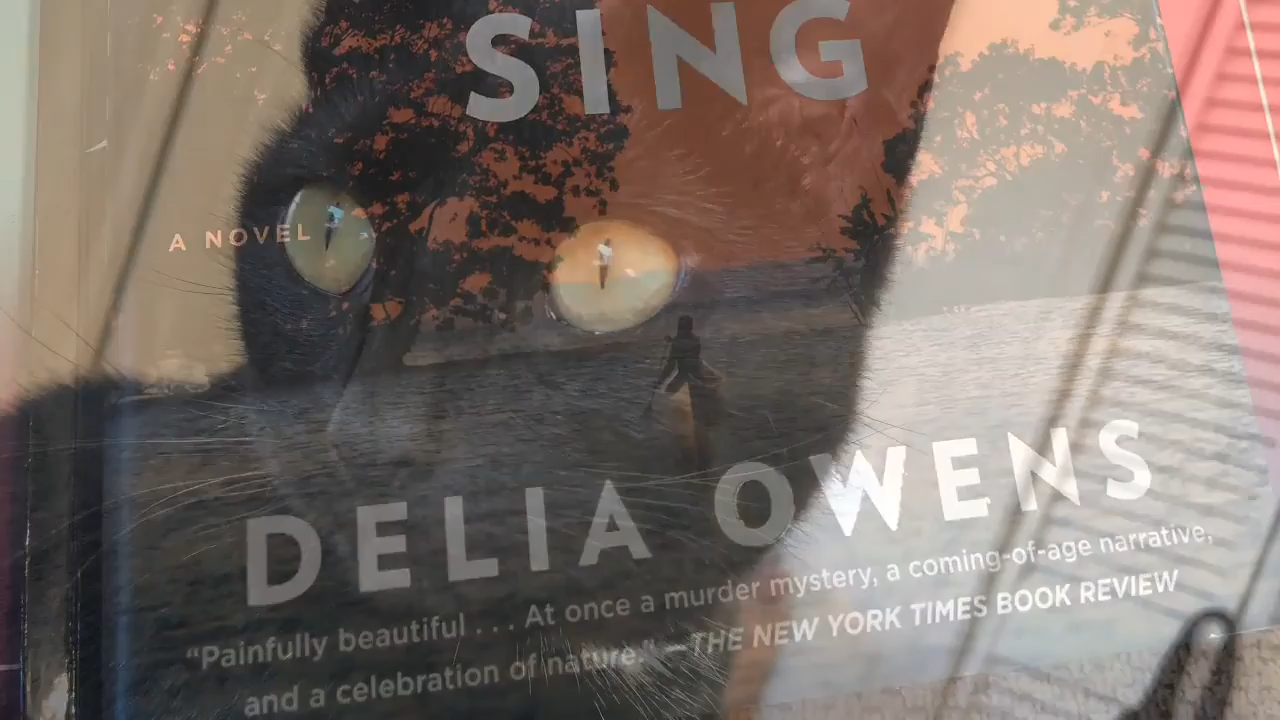 SING
A NOVEL
DELIA OWENS
“Painfully beautiful . . . At once a murder mystery, a coming-of-age narrative,
and a celebration of nature.” —THE NEW YORK TIMES BOOK REVIEW